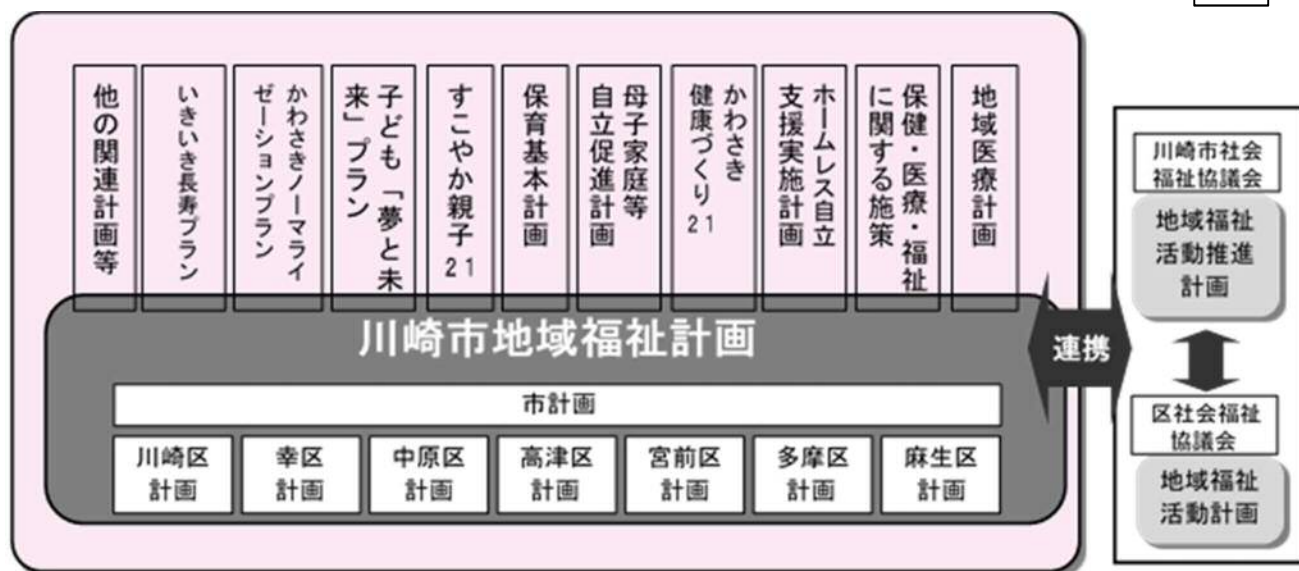 他の関連計画等
いきいき長寿プラン
かわさきノーマライ
ゼーションプラン
子ども「夢と未
来」プラン
すこやか親子21
保育基本計画
母子家庭等
自立促進計画
かわさき
健康づくり21
ホームレス自立
支援実施計画
保健・医療・福祉
に関する施策
地域医療計画
川崎市地域福祉計画
市計画
川崎区
計画
幸区
計画
中原区
計画
高津区
計画
宮前区
計画
多摩区
計画
麻生区
計画
連携
川崎市社会
福祉協議会
地域福祉
活動推進
計画
区社会福祉
協議会
地域福祉
活動計画